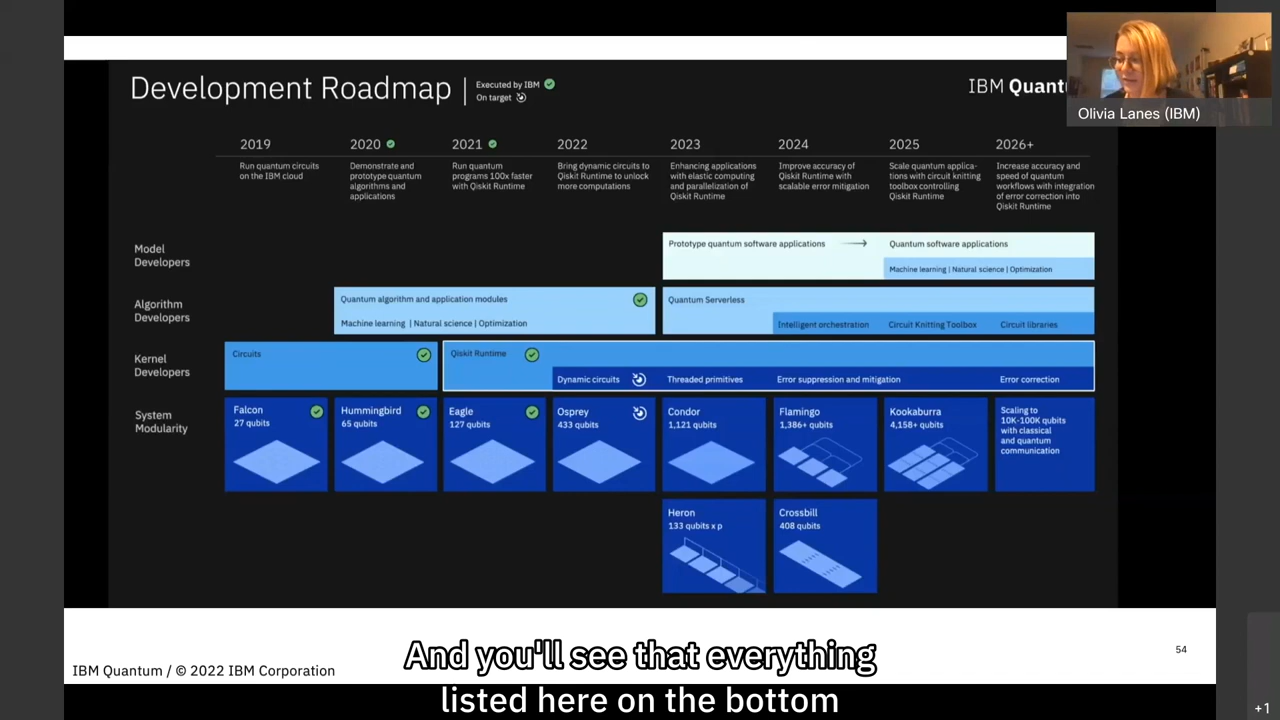 Development Roadmap
Executed by IBM
On target
IBM Quantu
Olivia Lanes (IBM)
2019
Run quantum circuits
on the IBM cloud
2020
Demonstrate and
prototype quantum
algorithms and
applications
2021
Run quantum
programs 100x faster
with Qiskit Runtime
2022
Bring dynamic circuits to
Qiskit Runtime to unlock
more computations
2023
Enhancing applications
with elastic computing
and parallelization of
Qiskit Runtime
2024
Improve accuracy of
Qiskit Runtime with
scalable error mitigation
2025
Scale quantum applica-
tions with circuit knitting
toolbox controlling
Qiskit Runtime
2026+
Increase accuracy and
speed of quantum
workflows with integration
of error correction into
Qiskit Runtime
Model
Developers
Prototype quantum software applications →
Quantum software applications
Machine learning | Natural science | Optimization
Algorithm
Developers
Quantum algorithm and application modules
Machine learning | Natural science | Optimization
Quantum Serverless
Intelligent orchestration
Circuit Knitting Toolbox
Circuit libraries
Kernel
Developers
Circuits
Qiskit Runtime
Dynamic circuits
Threaded primitives
Error suppression and mitigation
Error correction
System
Modularity
Falcon
27 qubits
Hummingbird
65 qubits
Eagle
127 qubits
Osprey
433 qubits
Condor
1,121 qubits
Flamingo
1,386+ qubits
Kookaburra
4,158+ qubits
Scaling to
10K-100K qubits
with classical
and quantum
communication
Heron
133 qubits x p
Crossbill
408 qubits
IBM Quantum / © 2022 IBM Corporation
54
And you'll see that everything
listed here on the bottom
+1